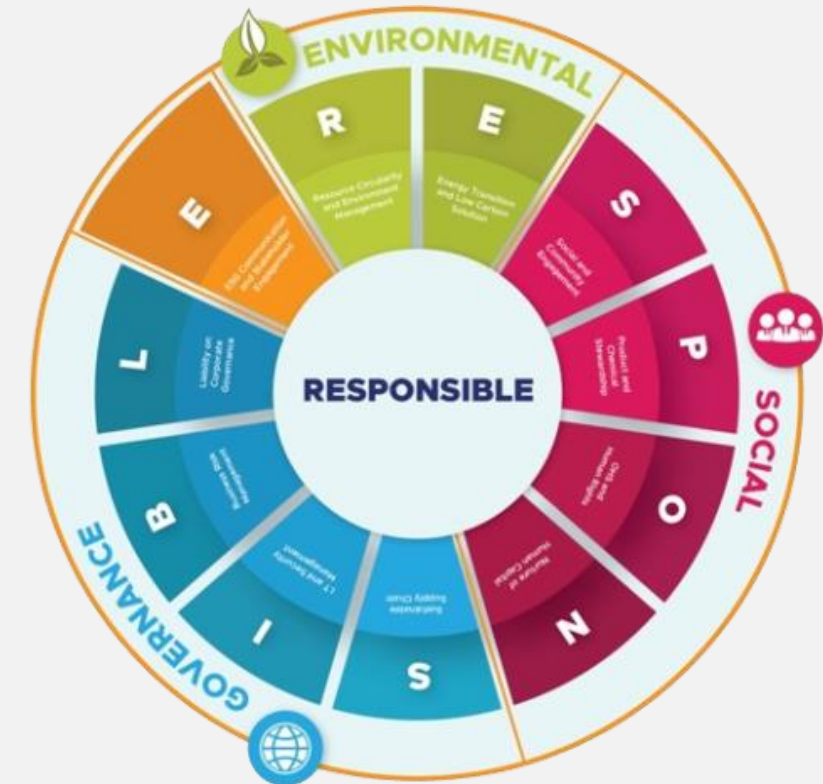 ENVIRONMENTAL
R
Resource Circularity
and Environment
Management
E
Energy Transition
and Low Carbon
Solution
S
Social and
Community
Engagement
P
Product and
Chemical
Stewardship
SOCIAL
O
OHS and
Human Rights
N
Nurture of
Human Capital
S
Sustainable
Supply Chain
I
I.T and Security
Management
GOVERNANCE
B
Business Risk
Management
L
Liability on
Corporate
Governance
E
ESG Communication
and Stakeholder
Engagement
RESPONSIBLE